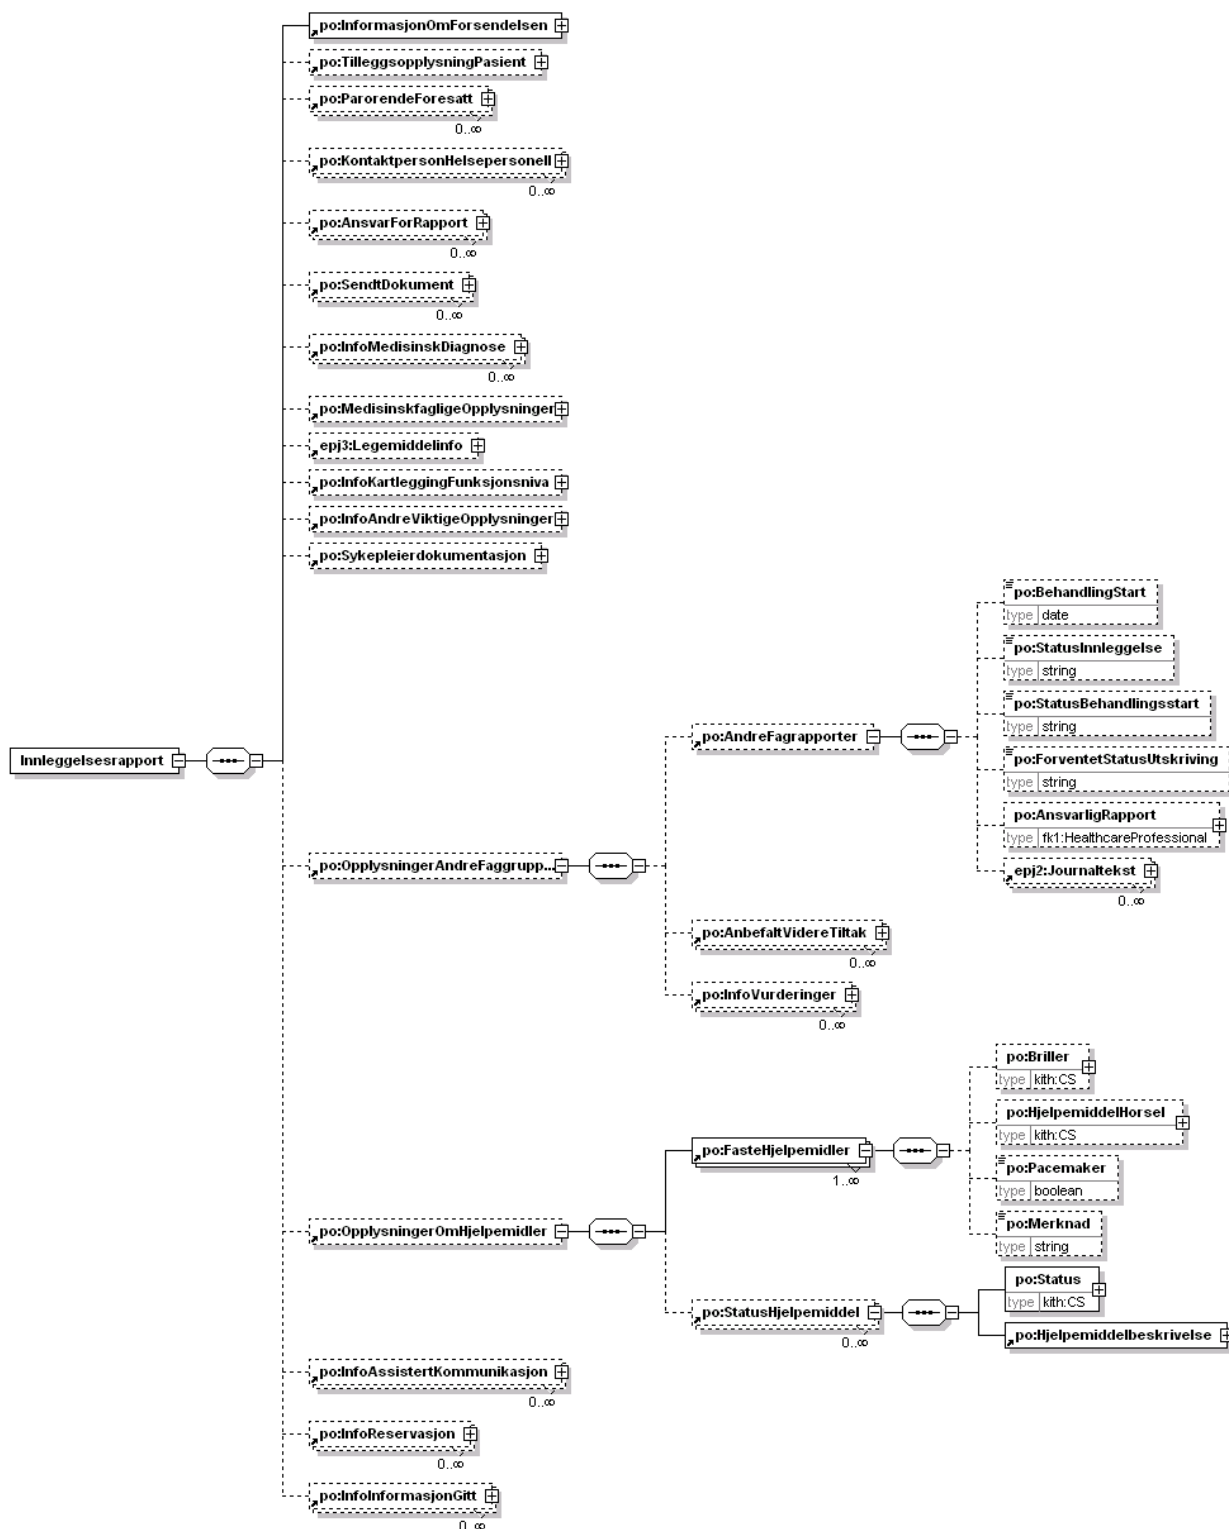 po:InformasjonOmForsendelsen
po:TilleggsopplysningPasient
po:ParorendeForesatt
0..∞
po:KontaktpersonHelsepersonell
0..∞
po:AnsvarForRapport
0..∞
po:SendtDokument
0..∞
po:InfoMedisinskDiagnose
0..∞
po:MedisinskfagligeOpplysninger
epj3:Legemiddelinfo
po:InfoKartleggingFunksjonsniva
po:InfoAndreViktigeOpplysninger
po:Sykepleierdokumentasjon
Innleggelsesrapport
po:OpplysningerAndreFaggrupp...
po:AndreFagrapporter
po:BehandlingStart
type date
po:StatusInnleggelse
type string
po:StatusBehandlingsstart
type string
po:ForventetStatusUtskriving
type string
po:AnsvarligRapport
type fk1:HealthcareProfessional
epj2:Journaltekst
0..∞
po:AnbefaltVidereTiltak
0..∞
po:InfoVurderinger
0..∞
po:OpplysningerOmHjelpemidler
po:FasteHjelpemidler
1..∞
po:Briller
type kith:CS
po:HjelpemiddelHorsel
type kith:CS
po:Pacemaker
type boolean
po:Merknad
type string
po:StatusHjelpemiddel
0..∞
po:Status
type kith:CS
po:Hjelpemiddelbeskrivelse
po:InfoAssistertKommunikasjon
0..∞
po:InfoReservasjon
0..∞
po:InfoInformasjonGitt
0..∞